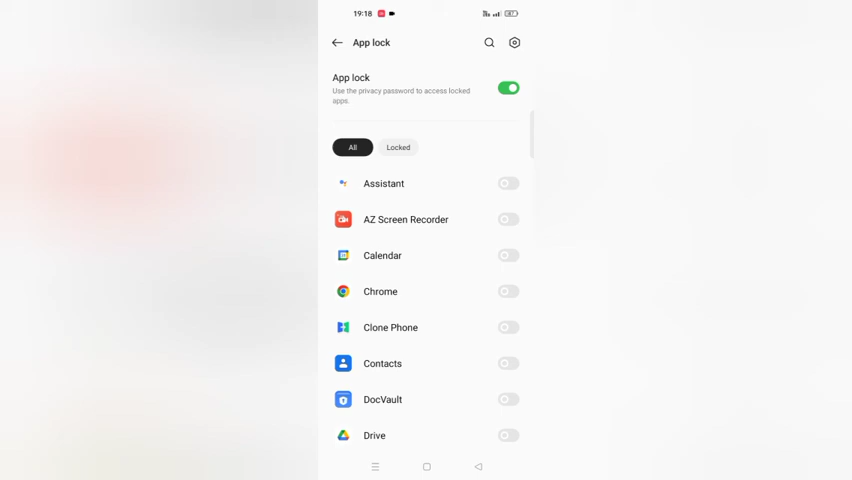 19:18
App lock
App lock
Use the privacy password to access locked
apps.
All
Locked
Assistant
AZ Screen Recorder
Calendar
Chrome
Clone Phone
Contacts
DocVault
Drive